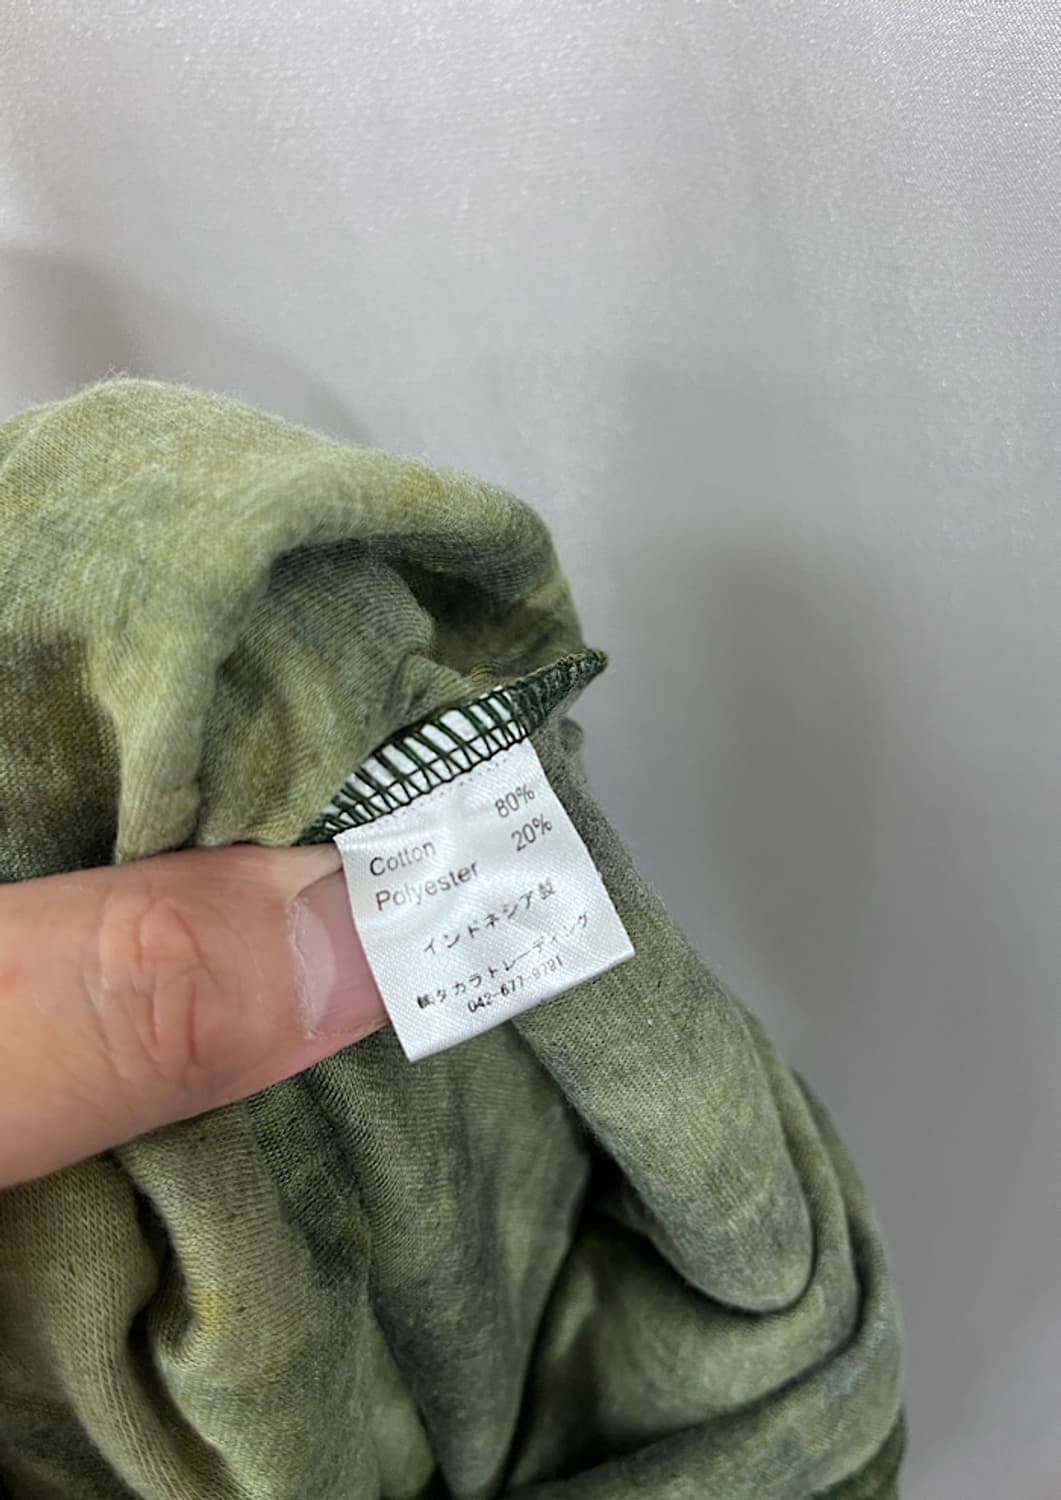 Cotton 80%
Polyester 20%
インドネシア製
㈱タカラトレーディング
042-677-9791